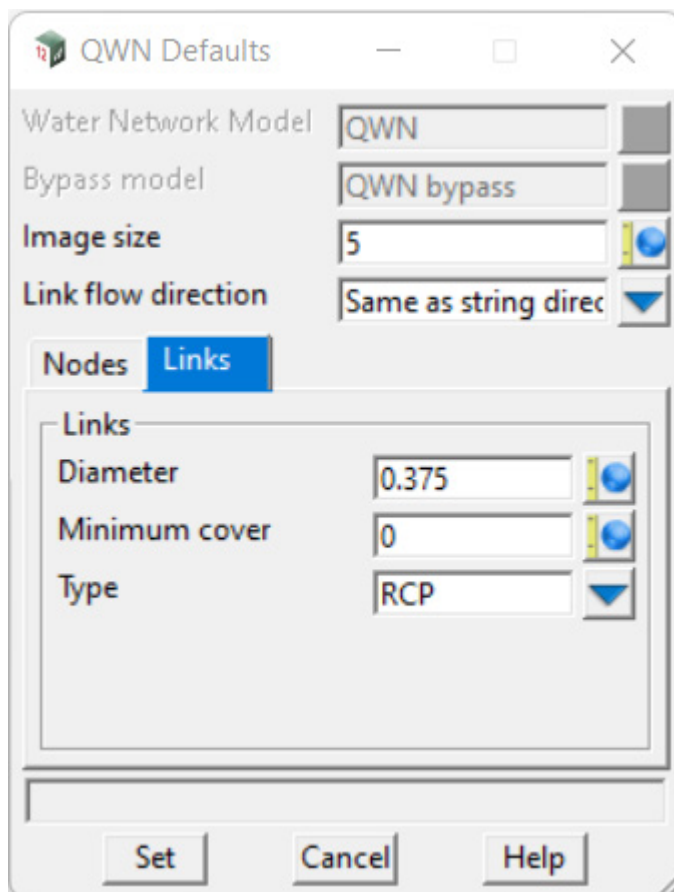 QWN Defaults
Water Network Model QWN
Bypass model QWN bypass
Image size 5
Link flow direction Same as string direc
Nodes Links
Links
Diameter 0.375
Minimum cover 0
Type RCP
Set Cancel Help